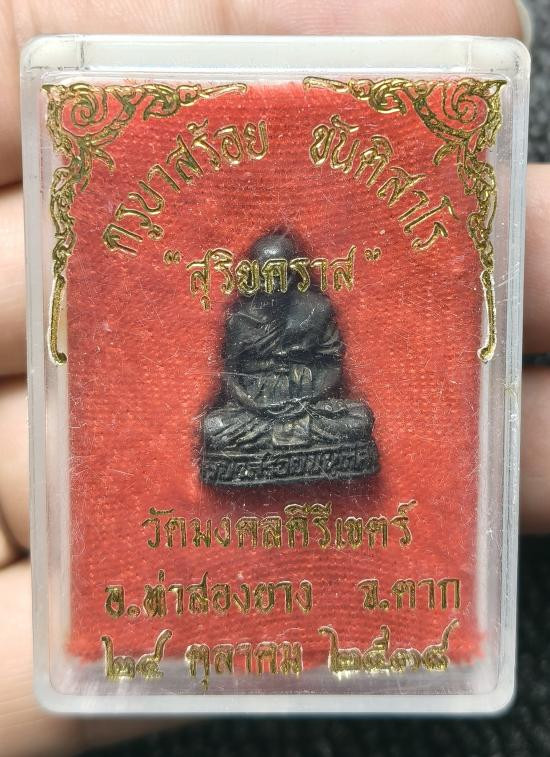 ครูบาสร้อย ขันติสาโร
"สุริยคราส"
วัดมงคลคีรีเขตร์
อ.ท่าสองยาง จ.ตาก
๒๔ ตุลาคม ๒๕๓๘